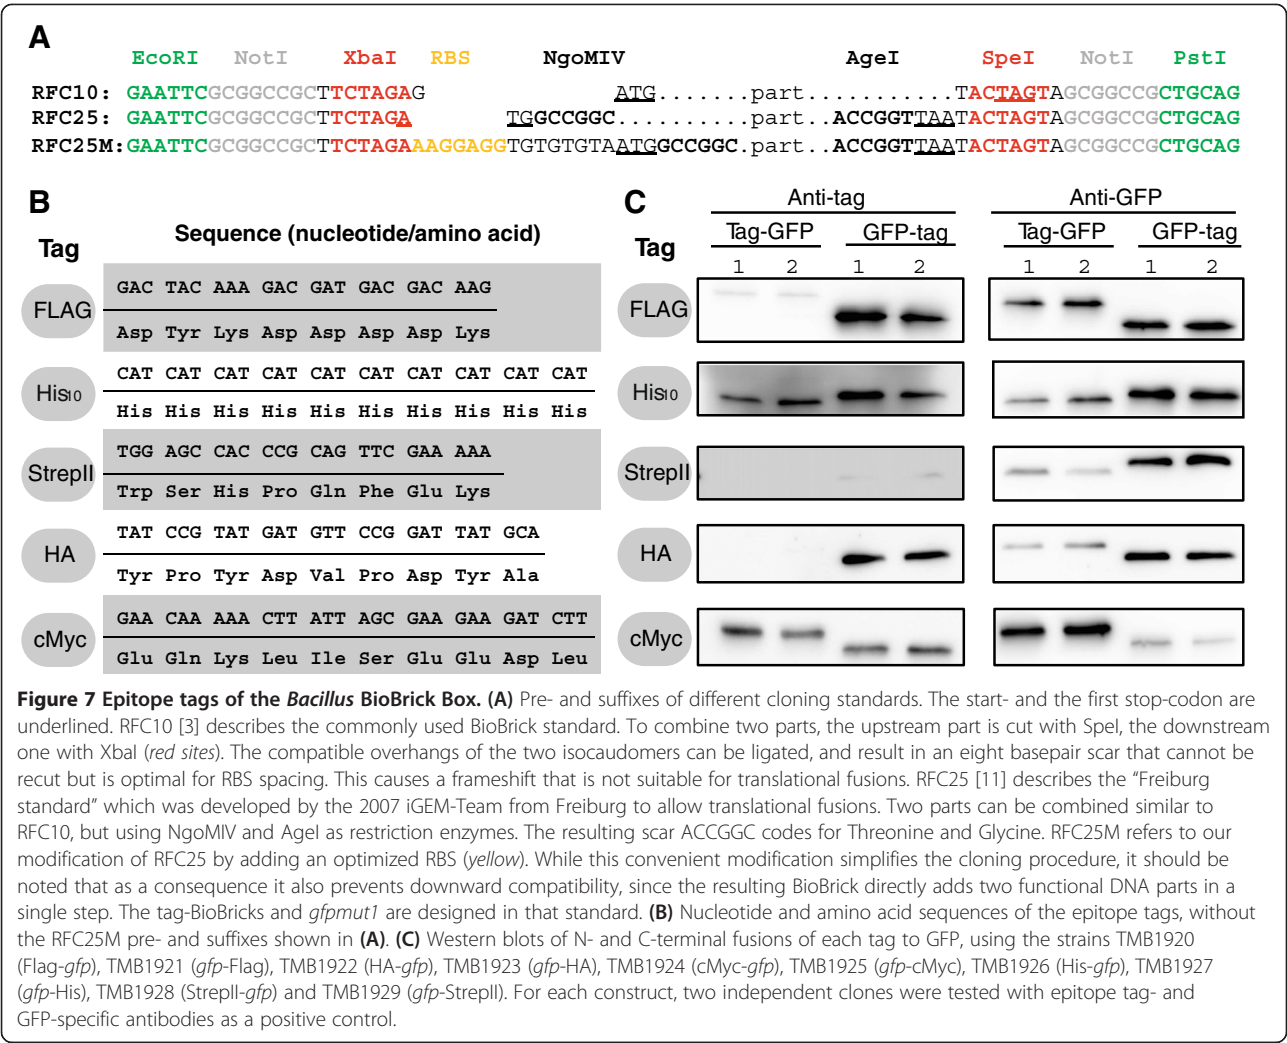 A
EcoRI NotI XbaI RBS NgoMIV AgeI SpeI NotI PstI
RFC10: GAATTCGCGGCCGCTTCTAGAG ATG.......part...........TACTAGTAGCGGCCGCTGCAG
RFC25: GAATTCGCGGCCGCTTCTAGA TGGCCGGC..........part..ACCGGTTAATACTAGTAGCGGCCGCTGCAG
RFC25M:GAATTCGCGGCCGCTTCTAGAAAGGAGGTGTGTGTAATGGCCGGC.part..ACCGGTTAATACTAGTAGCGGCCGCTGCAG
B
Tag Sequence (nucleotide/amino acid)
FLAG
GAC TAC AAA GAC GAT GAC GAC AAG
Asp Tyr Lys Asp Asp Asp Asp Lys
His10
CAT CAT CAT CAT CAT CAT CAT CAT CAT CAT
His His His His His His His His His His
StrepII
TGG AGC CAC CCG CAG TTC GAA AAA
Trp Ser His Pro Gln Phe Glu Lys
HA
TAT CCG TAT GAT GTT CCG GAT TAT GCA
Tyr Pro Tyr Asp Val Pro Asp Tyr Ala
cMyc
GAA CAA AAA CTT ATT AGC GAA GAA GAT CTT
Glu Gln Lys Leu Ile Ser Glu Glu Asp Leu
C
Anti-tag Anti-GFP
Tag Tag-GFP GFP-tag Tag-GFP GFP-tag
1 2 1 2 1 2 1 2
FLAG
His10
StrepII
HA
cMyc
Figure 7 Epitope tags of the Bacillus BioBrick Box. (A) Pre- and suffixes of different cloning standards. The start- and the first stop-codon are
underlined. RFC10 [3] describes the commonly used BioBrick standard. To combine two parts, the upstream part is cut with SpeI, the downstream
one with XbaI (red sites). The compatible overhangs of the two isocaudomers can be ligated, and result in an eight basepair scar that cannot be
recut but is optimal for RBS spacing. This causes a frameshift that is not suitable for translational fusions. RFC25 [11] describes the “Freiburg
standard” which was developed by the 2007 iGEM-Team from Freiburg to allow translational fusions. Two parts can be combined similar to
RFC10, but using NgoMIV and AgeI as restriction enzymes. The resulting scar ACCGGC codes for Threonine and Glycine. RFC25M refers to our
modification of RFC25 by adding an optimized RBS (yellow). While this convenient modification simplifies the cloning procedure, it should be
noted that as a consequence it also prevents downward compatibility, since the resulting BioBrick directly adds two functional DNA parts in a
single step. The tag-BioBricks and gfpmut1 are designed in that standard. (B) Nucleotide and amino acid sequences of the epitope tags, without
the RFC25M pre- and suffixes shown in (A). (C) Western blots of N- and C-terminal fusions of each tag to GFP, using the strains TMB1920
(Flag-gfp), TMB1921 (gfp-Flag), TMB1922 (HA-gfp), TMB1923 (gfp-HA), TMB1924 (cMyc-gfp), TMB1925 (gfp-cMyc), TMB1926 (His-gfp), TMB1927
(gfp-His), TMB1928 (StrepII-gfp) and TMB1929 (gfp-StrepII). For each construct, two independent clones were tested with epitope tag- and
GFP-specific antibodies as a positive control.